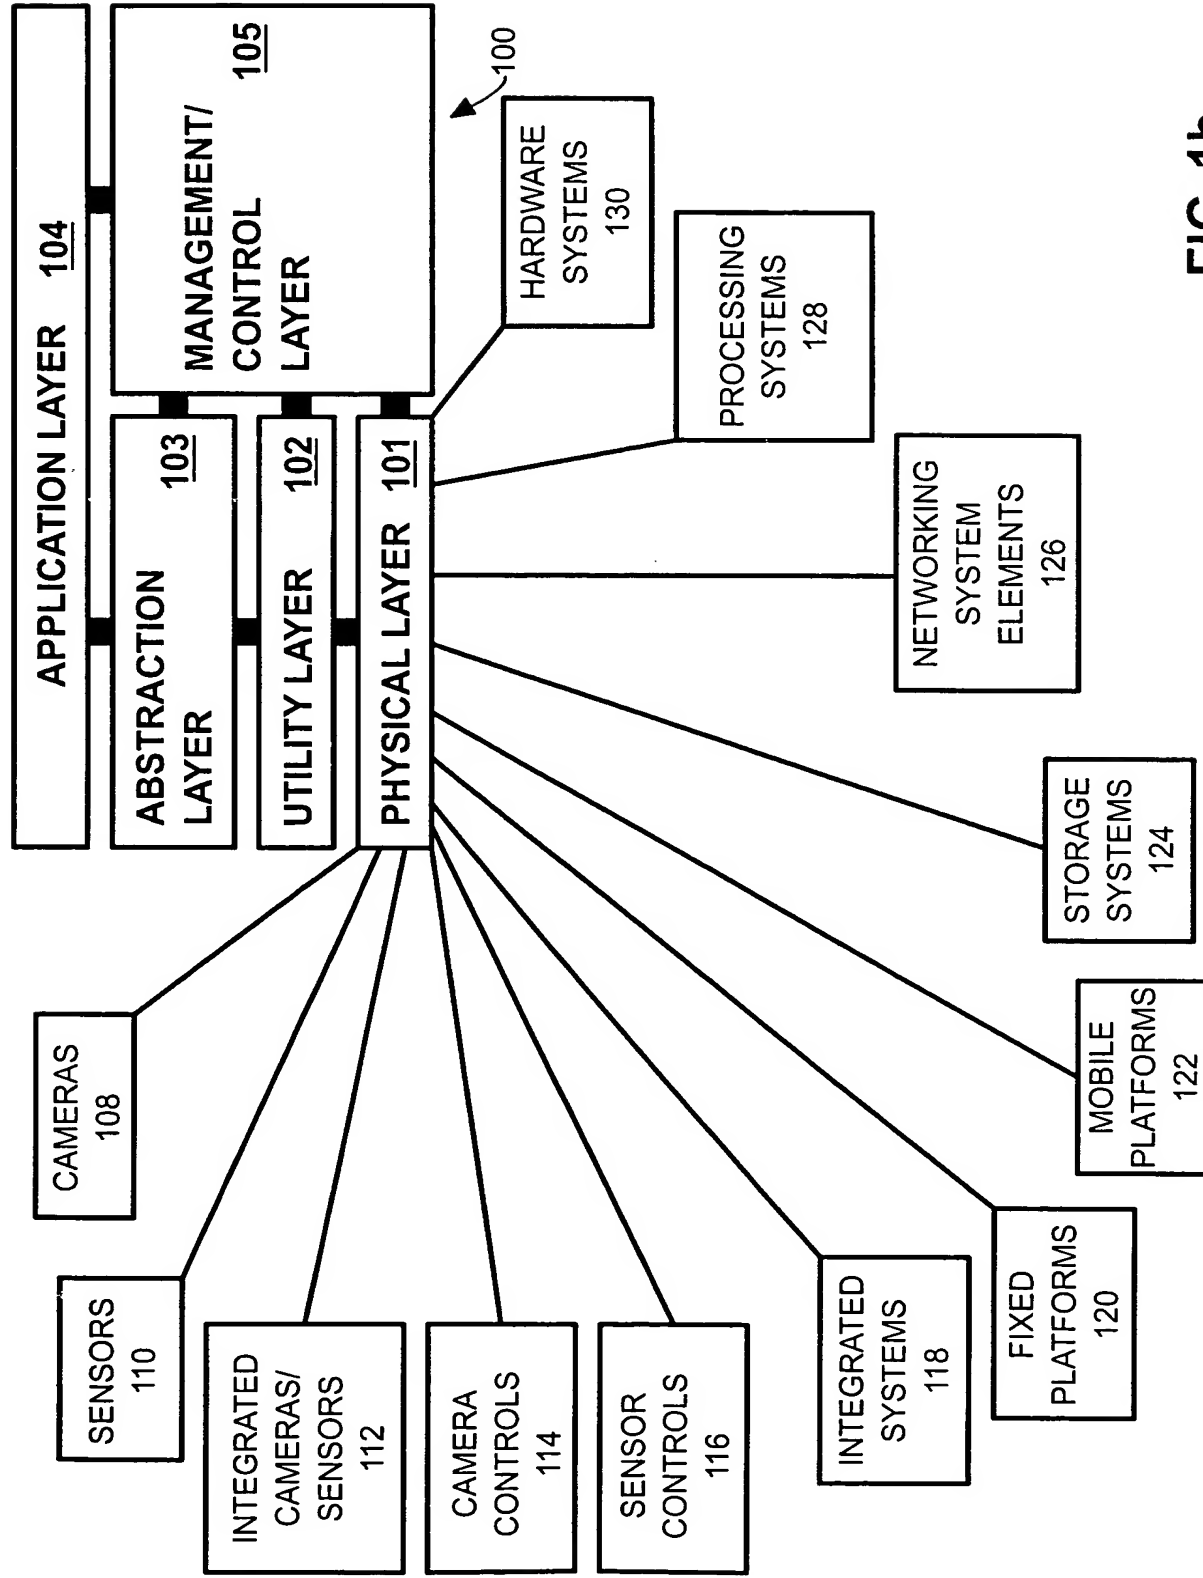 APPLICATION LAYER 104
ABSTRACTION
LAYER 103
UTILITY LAYER 102
PHYSICAL LAYER 101
MANAGEMENT/
CONTROL 105
LAYER
100
CAMERAS
108
SENSORS
110
INTEGRATED
CAMERAS/
SENSORS
112
CAMERA
CONTROLS
114
SENSOR
CONTROLS
116
INTEGRATED
SYSTEMS
118
FIXED
PLATFORMS
120
MOBILE
PLATFORMS
122
STORAGE
SYSTEMS
124
NETWORKING
SYSTEM
ELEMENTS
126
PROCESSING
SYSTEMS
128
HARDWARE
SYSTEMS
130
FIG. 1b